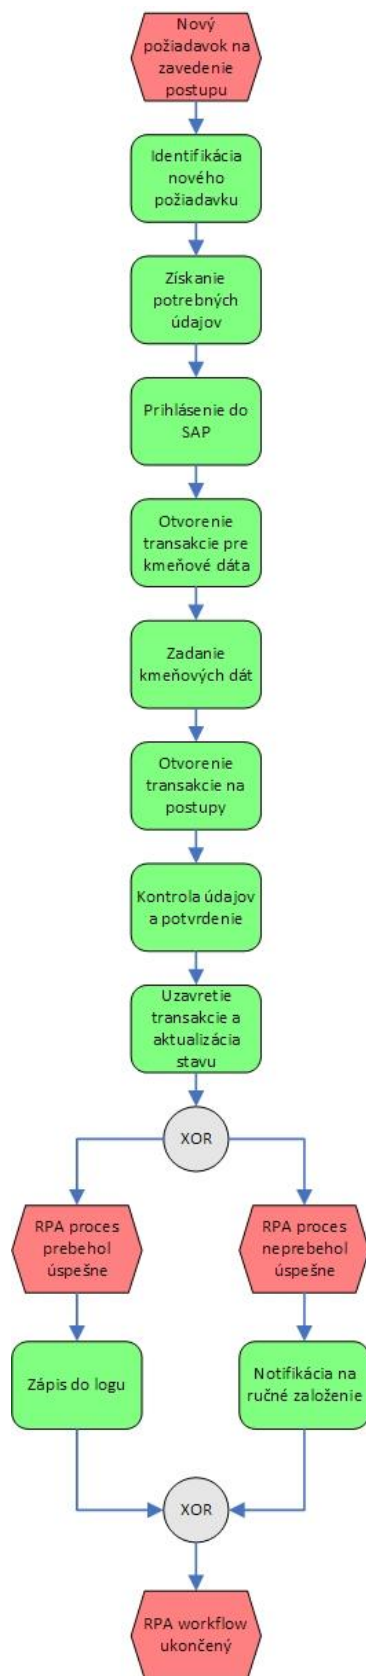 Nový
požiadavok na
zavedenie
postupu
Identifikácia
nového
požiadavku
Získanie
potrebných
údajov
Prihlásenie do
SAP
Otvorenie
transakcie pre
kmeňové dáta
Zadanie
kmeňových dát
Otvorenie
transakcie na
postupy
Kontrola údajov
a potvrdenie
Uzavretie
transakcie a
aktualizácia
stavu
XOR
RPA proces
prebehol
úspešne
RPA proces
neprebehol
úspešne
Zápis do logu
Notifikácia na
ručné založenie
XOR
RPA workflow
ukončený